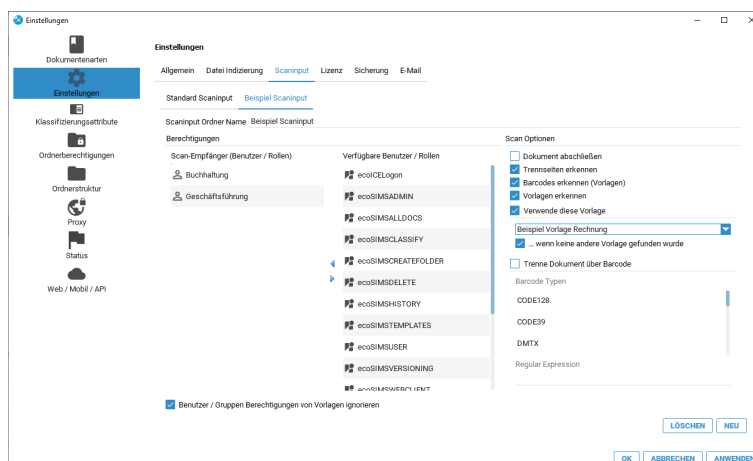 Einstellungen
Dokumentenarten
Einstellungen
Klassifizierungsattribute
Ordnerberechtigungen
Ordnerstruktur
Proxy
Status
Web / Mobil / API
Einstellungen
Allgemein Datei Indizierung Scaninput Lizenz Sicherung E-Mail
Standard Scaninput Beispiel Scaninput
Scaninput Ordner Name Beispiel Scaninput
Berechtigungen
Scan-Empfänger (Benutzer / Rollen)
Buchhaltung
Geschäftsführung
Verfügbare Benutzer / Rollen
ecoICELogon
ecoSIMSADMIN
ecoSIMSALLDOCS
ecoSIMSCLASSIFY
ecoSIMSCREATEFOLDER
ecoSIMSDELETE
ecoSIMSHISTORY
ecoSIMSTEMPLATES
ecoSIMSUSER
ecoSIMSVERSIONING
ecoSIMSWEBCLIENT
Scan Optionen
Dokument abschließen
Trennseiten erkennen
Barcodes erkennen (Vorlagen)
Vorlagen erkennen
Verwende diese Vorlage
Beispiel Vorlage Rechnung
... wenn keine andere Vorlage gefunden wurde
Trenne Dokument über Barcode
Barcode Typen
CODE128
CODE39
DMTX
Regular Expression
Benutzer / Gruppen Berechtigungen von Vorlagen ignorieren
LÖSCHEN NEU
OK ABBRECHEN ANWENDEN